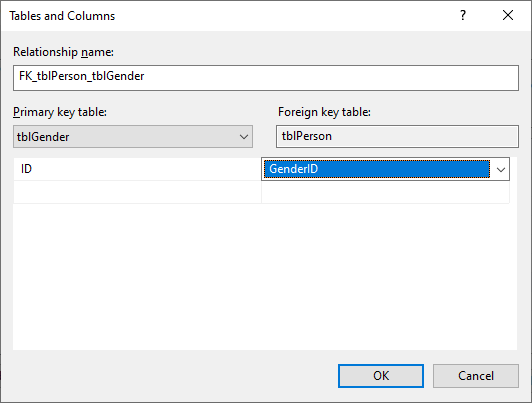 Tables and Columns
?
Relationship name:
FK_tblPerson_tblGender
Primary key table:
Foreign key table:
tblGender
tblPerson
ID
GenderID
OK
Cancel